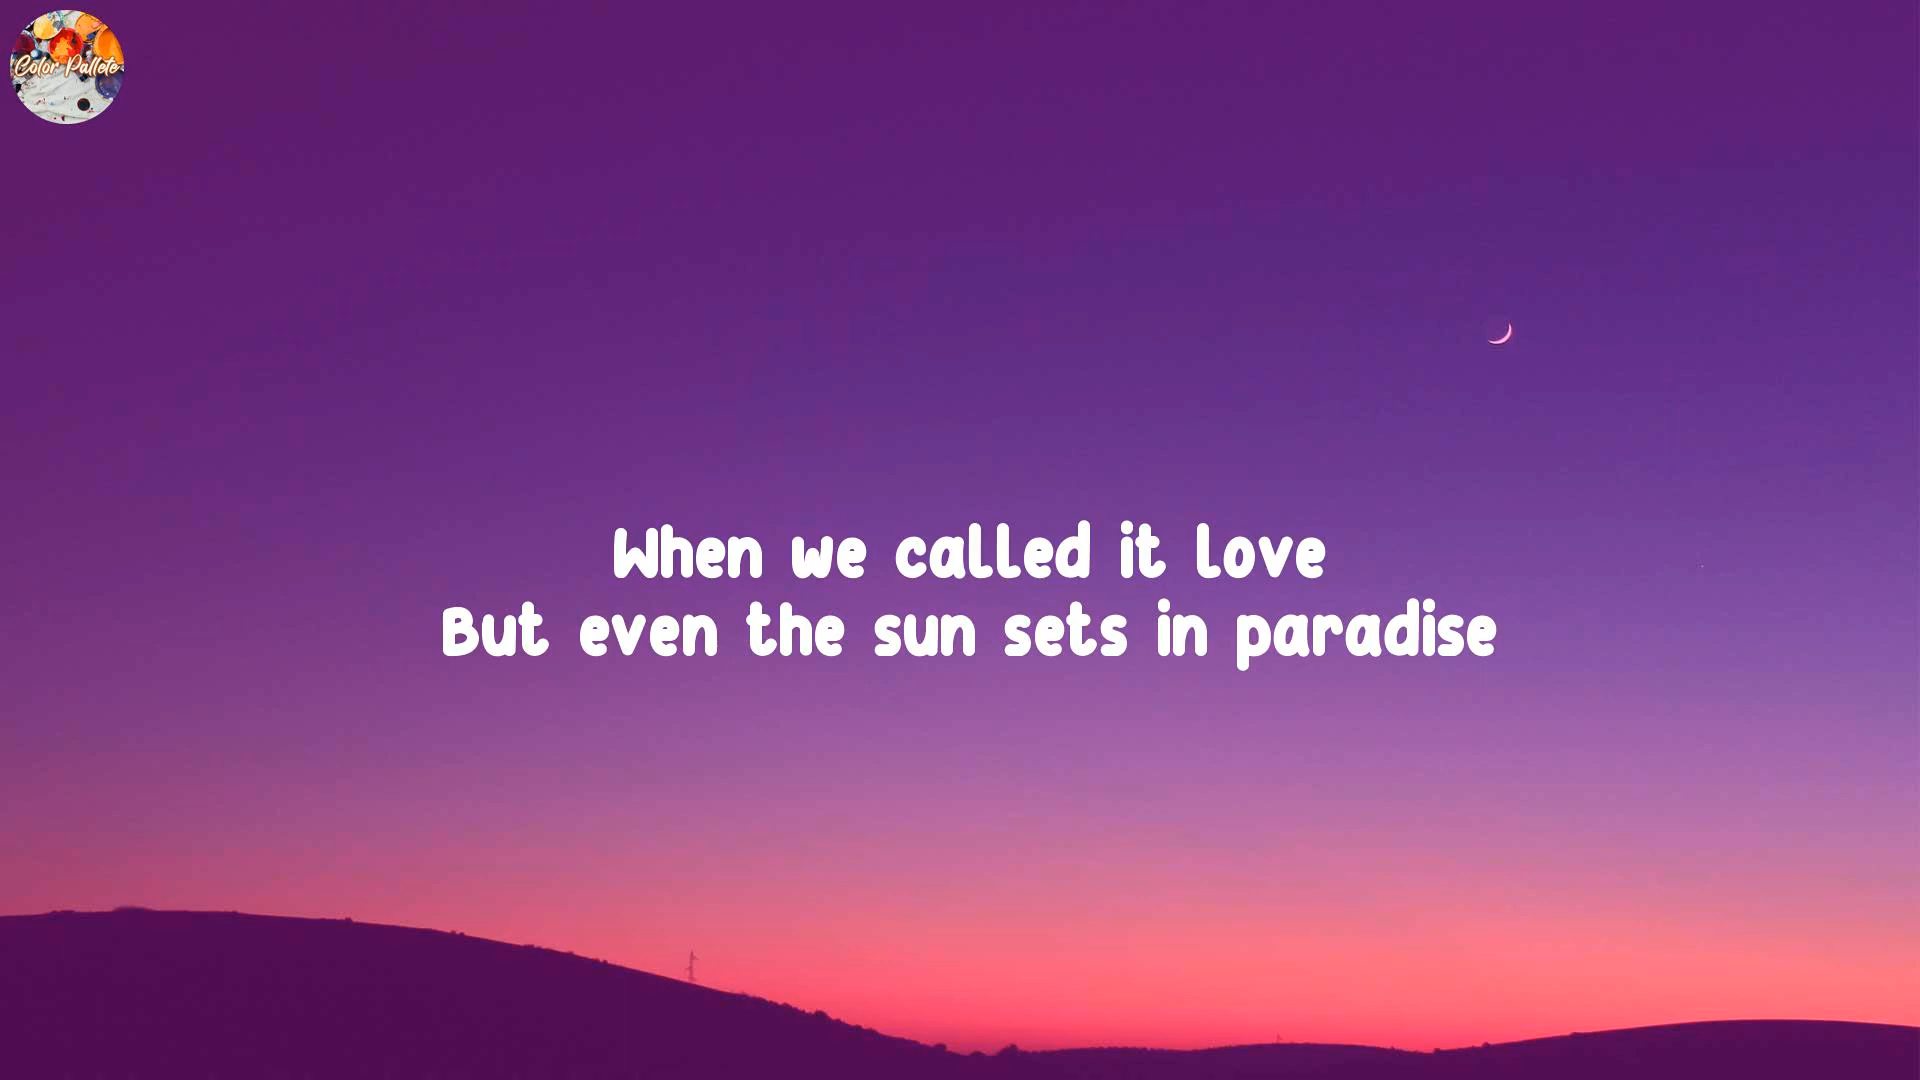 Color Pallete
When we called it love
But even the sun sets in paradise